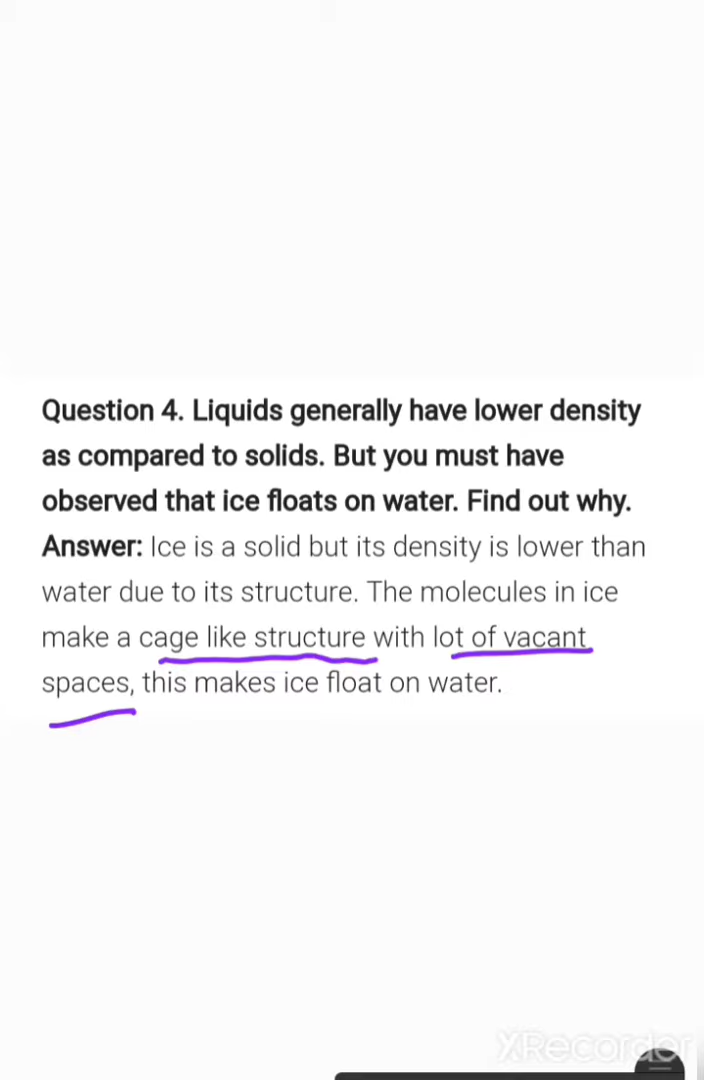 Question 4. Liquids generally have lower density
as compared to solids. But you must have
observed that ice floats on water. Find out why.
Answer: Ice is a solid but its density is lower than
water due to its structure. The molecules in ice
make a cage like structure with lot of vacant
spaces, this makes ice float on water.
XRecorder